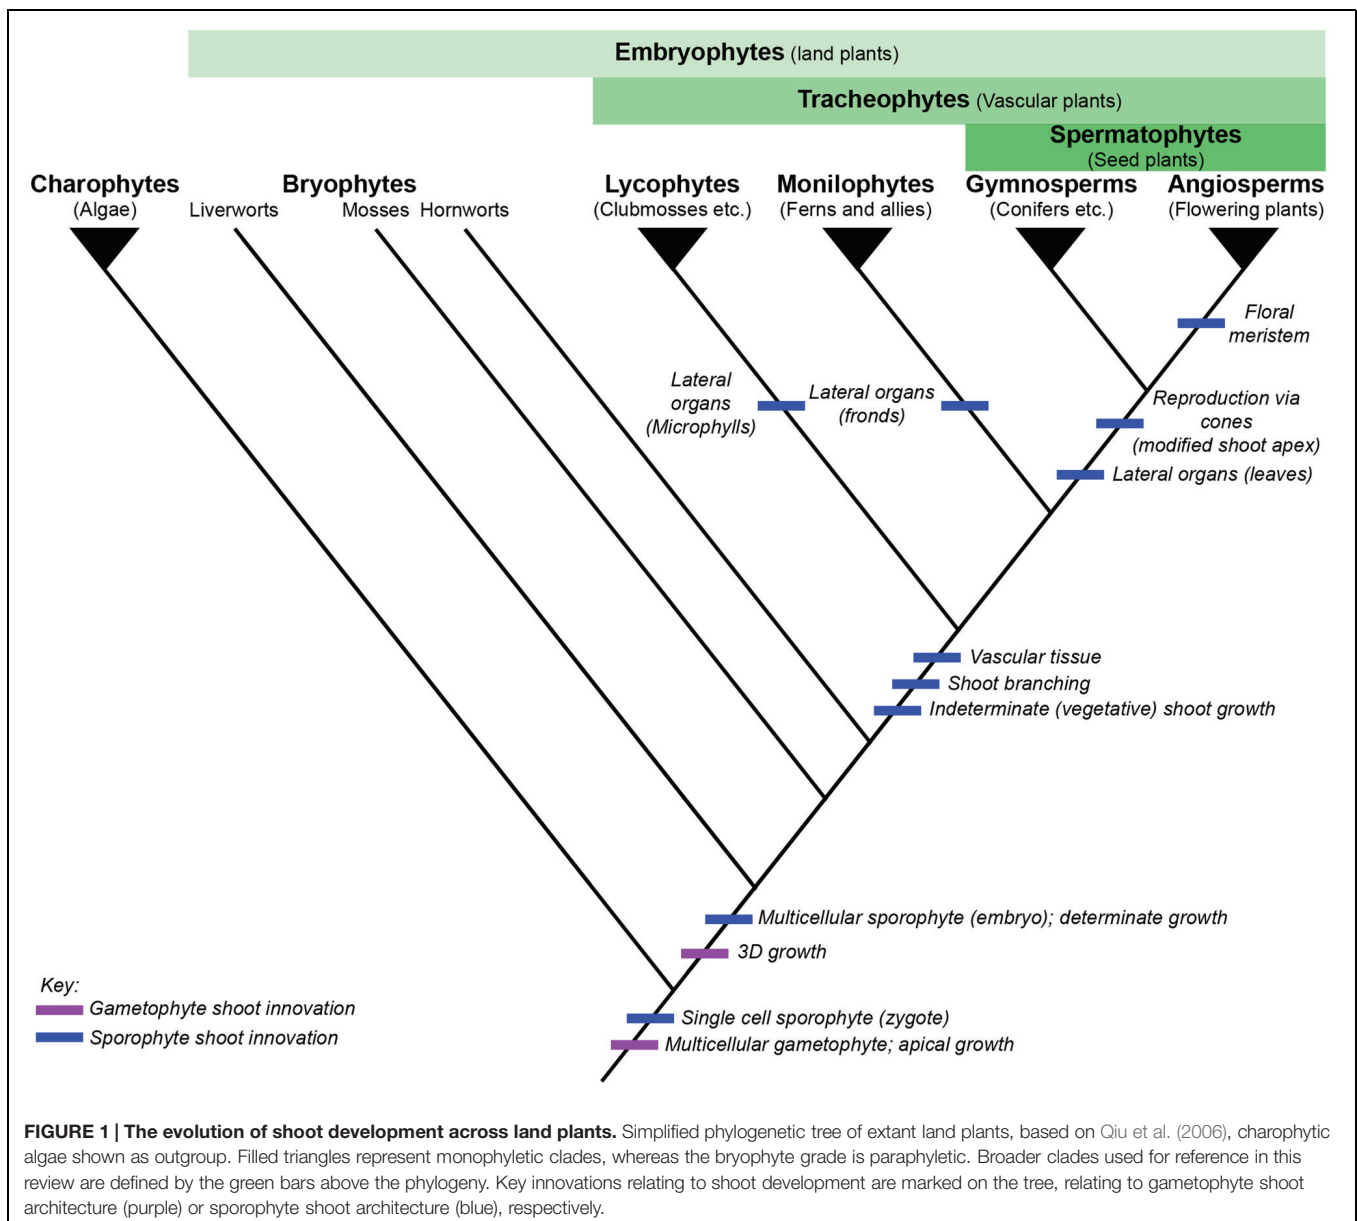 Embryophytes (land plants)
Tracheophytes (Vascular plants)
Spermatophytes
(Seed plants)
Charophytes
(Algae)
Bryophytes
Liverworts
Mosses
Hornworts
Lycophytes
(Clubmosses etc.)
Monilophytes
(Ferns and allies)
Gymnosperms
(Conifers etc.)
Angiosperms
(Flowering plants)
Floral
meristem
Lateral
organs
(Microphylls)
Lateral organs
(fronds)
Reproduction via
cones
(modified shoot apex)
Lateral organs (leaves)
Vascular tissue
Shoot branching
Indeterminate (vegetative) shoot growth
Multicellular sporophyte (embryo); determinate growth
3D growth
Single cell sporophyte (zygote)
Multicellular gametophyte; apical growth
Key:
Gametophyte shoot innovation
Sporophyte shoot innovation
FIGURE 1 | The evolution of shoot development across land plants. Simplified phylogenetic tree of extant land plants, based on Qiu et al. (2006), charophytic
algae shown as outgroup. Filled triangles represent monophyletic clades, whereas the bryophyte grade is paraphyletic. Broader clades used for reference in this
review are defined by the green bars above the phylogeny. Key innovations relating to shoot development are marked on the tree, relating to gametophyte shoot
architecture (purple) or sporophyte shoot architecture (blue), respectively.